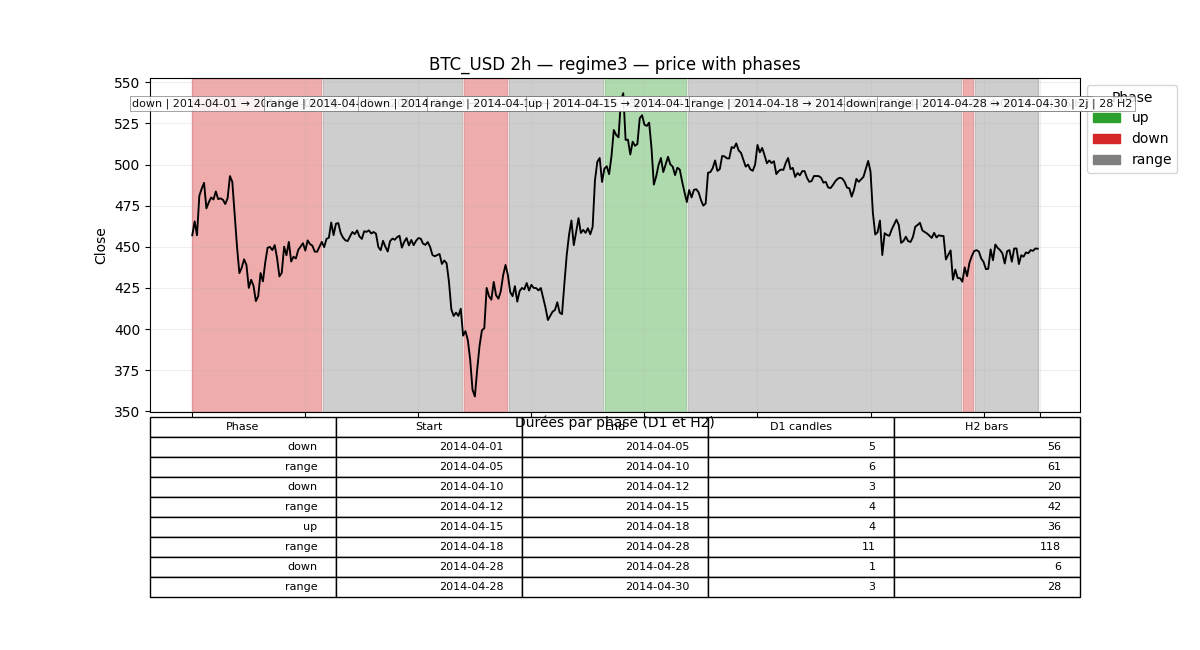 BTC_USD 2h — regime3 — price with phases
550
525
500
475
450
425
400
375
350
Close
down | 2014-04-01 → 20
range | 2014-04-
down | 2014
range | 2014-04-1
up | 2014-04-15 → 2014-04-1
range | 2014-04-18 → 2014
down
range | 2014-04-28 → 2014-04-30 | 2j | 28 H2
Phase
up
down
range
Durées par phase (D1 et H2)
Phase Start End D1 candles H2 bars
down 2014-04-01 2014-04-05 5 56
range 2014-04-05 2014-04-10 6 61
down 2014-04-10 2014-04-12 3 20
range 2014-04-12 2014-04-15 4 42
up 2014-04-15 2014-04-18 4 36
range 2014-04-18 2014-04-28 11 118
down 2014-04-28 2014-04-28 1 6
range 2014-04-28 2014-04-30 3 28